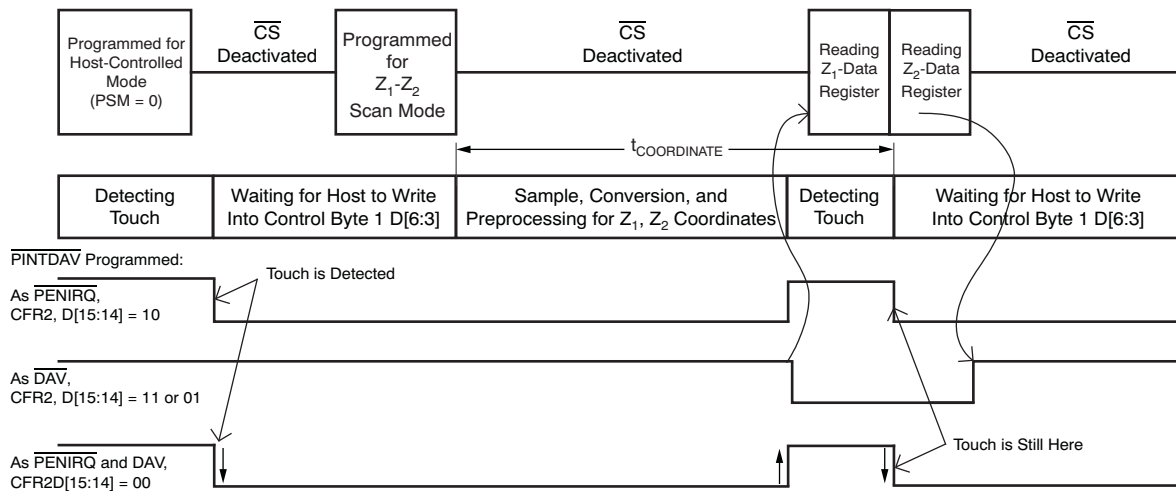 Programmed for
Host-Controlled
Mode
(PSM = 0)
CS
Deactivated
Programmed
for
Z1-Z2
Scan Mode
CS
Deactivated
Reading
Z1-Data
Register
Reading
Z2-Data
Register
CS
Deactivated
tCOORDINATE
Detecting
Touch
Waiting for Host to Write
Into Control Byte 1 D[6:3]
Sample, Conversion, and
Preprocessing for Z1, Z2 Coordinates
Detecting
Touch
Waiting for Host to Write
Into Control Byte 1 D[6:3]
PINTDAV Programmed:
Touch is Detected
As PENIRQ,
CFR2, D[15:14] = 10
As DAV,
CFR2, D[15:14] = 11 or 01
As PENIRQ and DAV,
CFR2D[15:14] = 00
Touch is Still Here